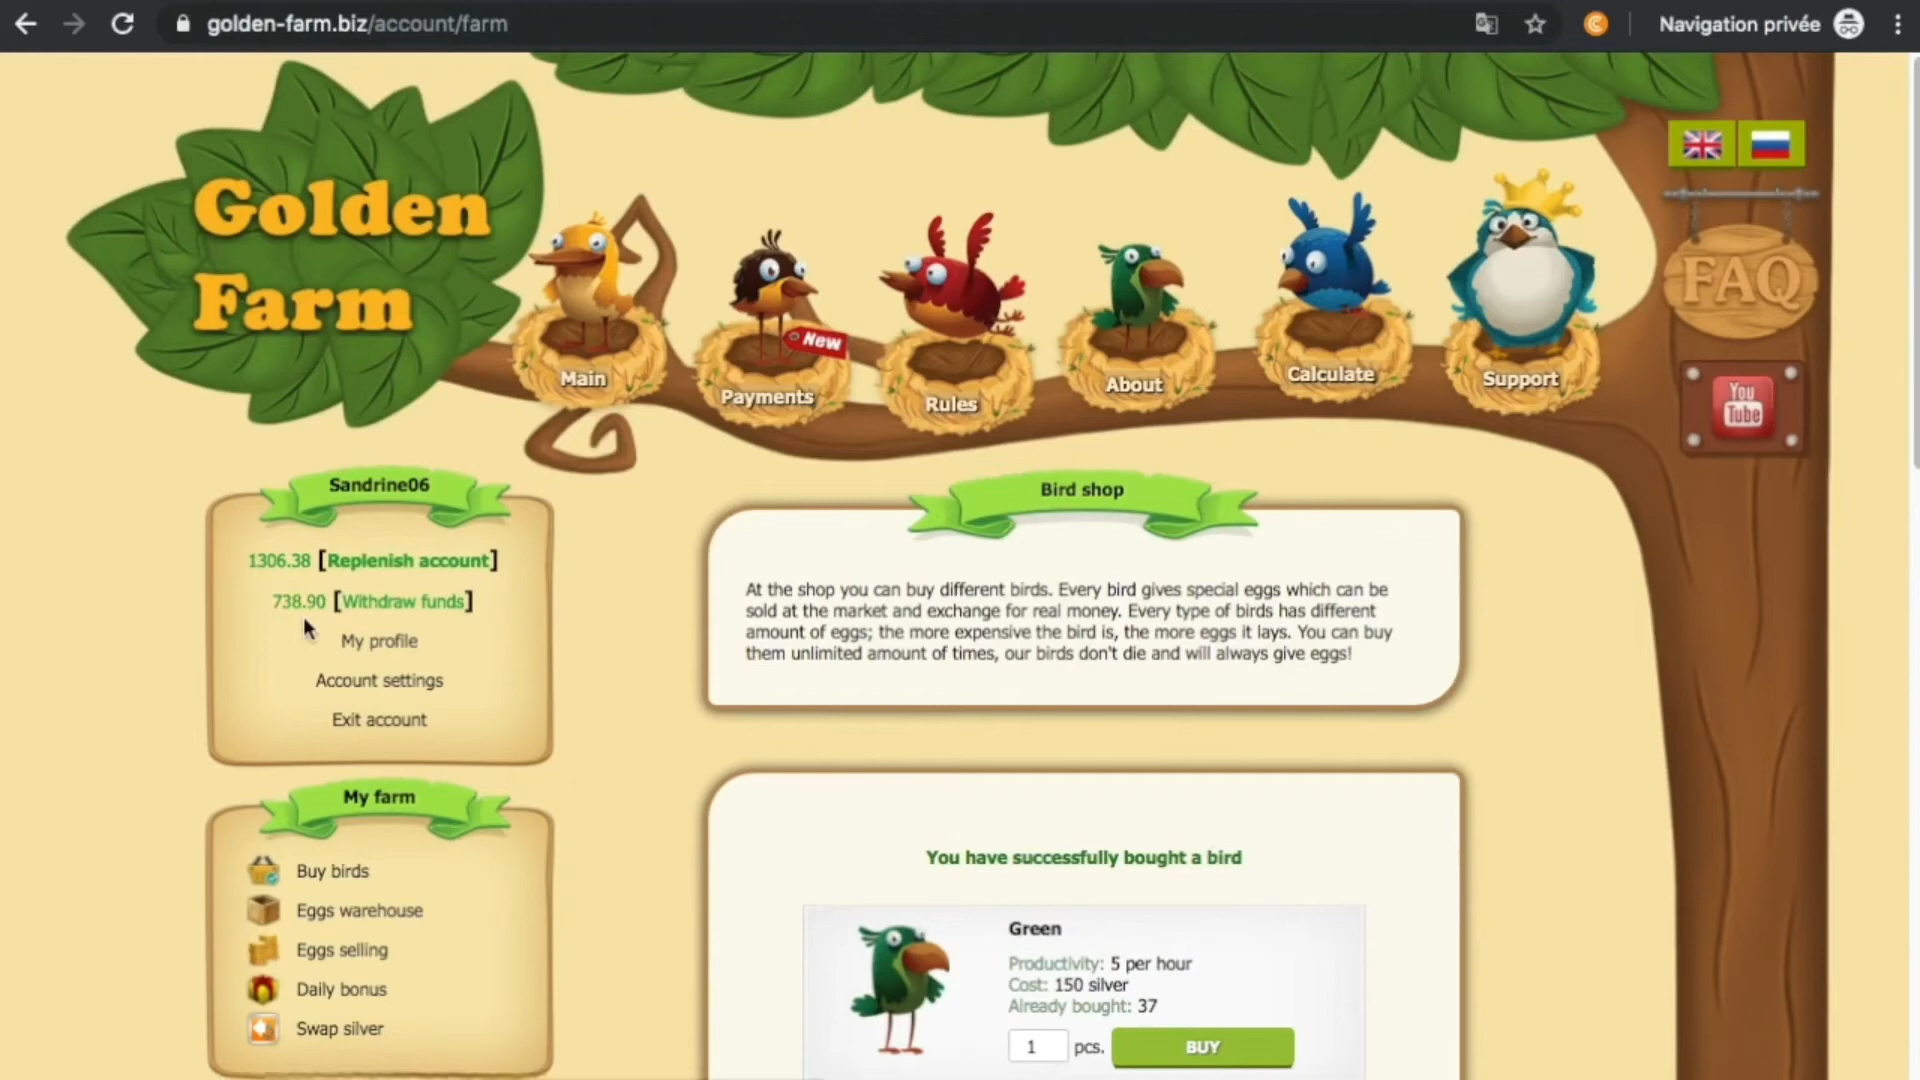 golden-farm.biz/account/farm
Navigation privée
Golden
Farm
Main
New
Payments
Rules
About
Calculate
Support
FAQ
You
Tube
Sandrine06
1306.38 [Replenish account]
738.90 [Withdraw funds]
My profile
Account settings
Exit account
My farm
Buy birds
Eggs warehouse
Eggs selling
Daily bonus
Swap silver
Bird shop
At the shop you can buy different birds. Every bird gives special eggs which can be
sold at the market and exchange for real money. Every type of birds has different
amount of eggs; the more expensive the bird is, the more eggs it lays. You can buy
them unlimited amount of times, our birds don't die and will always give eggs!
You have successfully bought a bird
Green
Productivity: 5 per hour
Cost: 150 silver
Already bought: 37
1 pcs. BUY